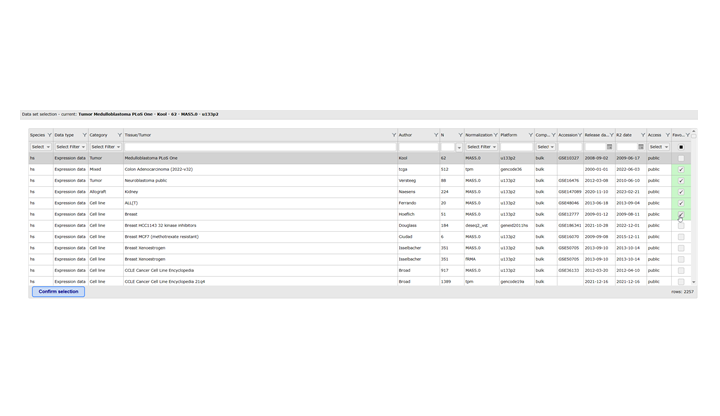 Data set selection - current: Tumor Medulloblastoma PLoS One - Kool - 62 - MAS5.0 - u133p2
Species Data type Category Tissue/Tumor Author N Normalization Platform Comp... Accession Release da... R2 date Access Favo...
Select Select Filter Select Filter Select Filter Select Select
hs Expression data Tumor Medulloblastoma PLoS One Kool 62 MAS5.0 u133p2 bulk GSE10327 2008-09-02 2009-06-17 public
hs Expression data Mixed Colon Adenocarcinoma (2022-v32) tcga 512 tpm gencode36 bulk 2000-01-01 2022-06-03 public
hs Expression data Tumor Neuroblastoma public Versteeg 88 MAS5.0 u133p2 bulk GSE16476 2012-03-08 2010-06-10 public
hs Expression data Allograft Kidney Naesens 224 MAS5.0 u133p2 bulk GSE147089 2020-11-10 2023-02-21 public
hs Expression data Cell line ALL(T) Ferrando 20 MAS5.0 u133p2 bulk GSE48046 2013-06-18 2013-09-04 public
hs Expression data Cell line Breast Hoeflich 51 MAS5.0 u133p2 bulk GSE12777 2009-01-12 2009-08-11 public
hs Expression data Cell line Breast HCC1143 32 kinase inhibitors Douglass 184 deseq2_vst bulk GSE186341 2021-10-28 2022-12-01 public
hs Expression data Cell line Breast MCF7 (methotrexate resistant) Ciudad 6 MAS5.0 u133p2 bulk GSE16070 2009-09-08 2015-12-11 public
hs Expression data Cell line Breast Xenoestrogen Isselbacher 351 MAS5.0 u133p2 bulk GSE50705 2013-09-10 2013-10-14 public
hs Expression data Cell line Breast Xenoestrogen Isselbacher 351 fRMA u133p2 bulk GSE50705 2013-09-10 2013-10-14 public
hs Expression data Cell line CCLE Cancer Cell Line Encyclopedia Broad 917 MAS5.0 u133p2 bulk GSE36133 2012-03-20 2012-04-10 public
hs Expression data Cell line CCLE Cancer Cell Line Encyclopedia 21q4 Broad 1389 tpm gencode19a bulk 2021-12-16 2021-12-16 public
Confirm selection rows: 2257